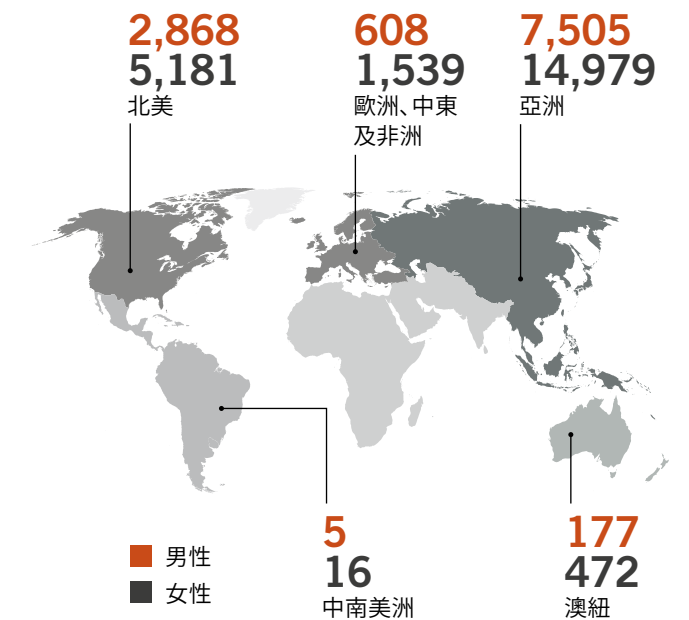 2,868
5,181
北美
608
1,539
歐洲、中東
及非洲
7,505
14,979
亞洲
5
16
中南美洲
177
472
澳紐
男性
女性